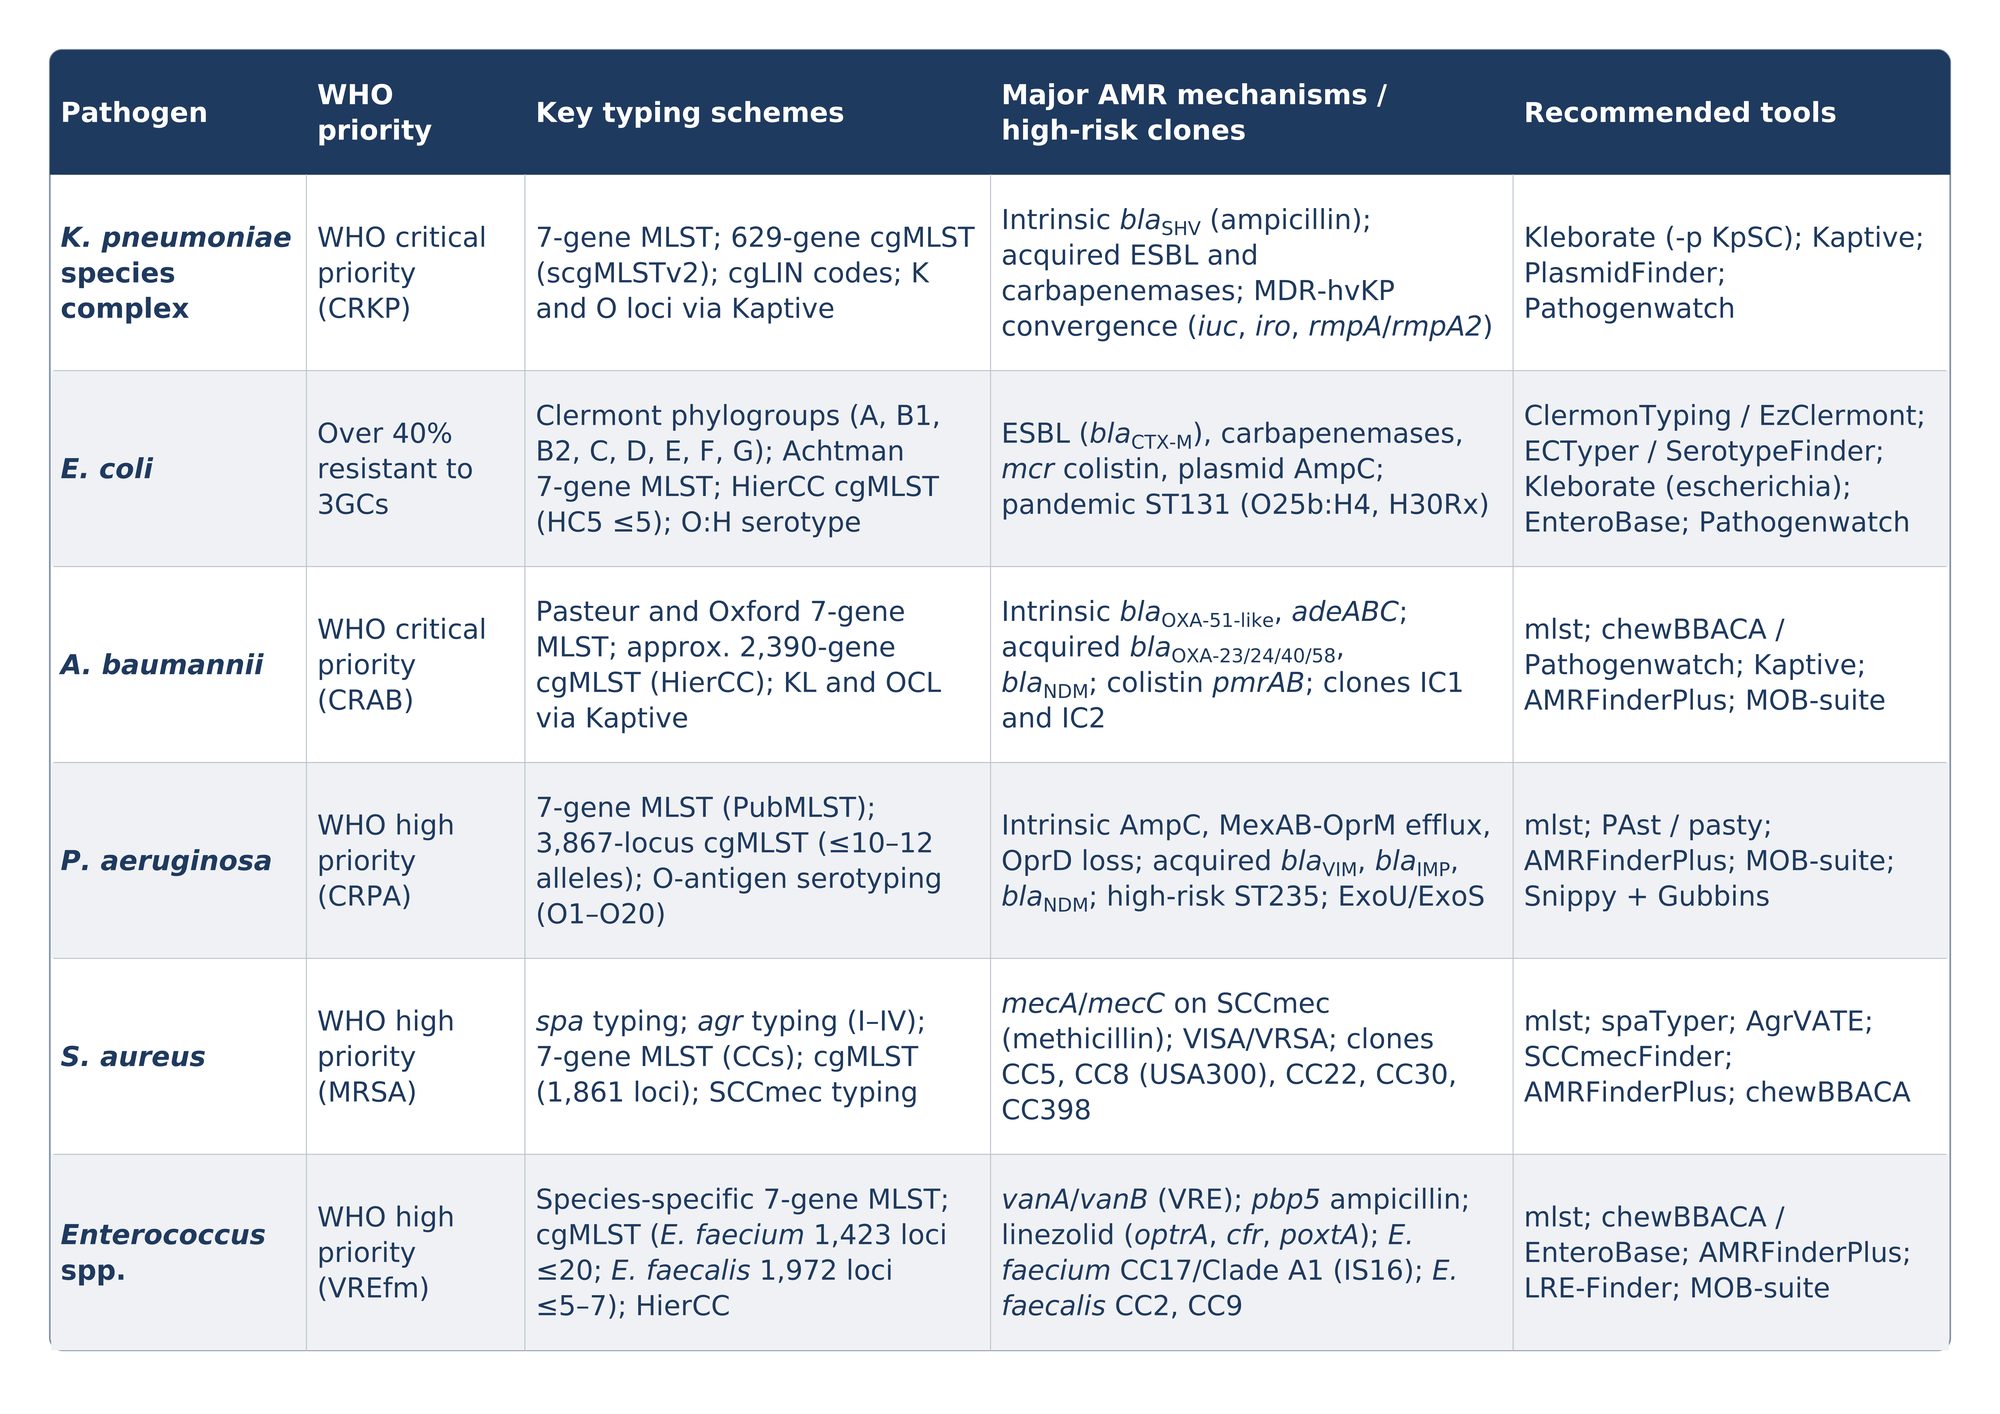 Pathogen
WHO
priority
Key typing schemes
Major AMR mechanisms /
high-risk clones
Recommended tools
K. pneumoniae
species
complex
WHO critical
priority
(CRKP)
7-gene MLST; 629-gene cgMLST
(scgMLSTv2); cgLIN codes; K
and O loci via Kaptive
Intrinsic blaSHV (ampicillin);
acquired ESBL and
carbapenemases; MDR-hvKP
convergence (iuc, iro, rmpA/rmpA2)
Kleborate (-p KpSC); Kaptive;
PlasmidFinder;
Pathogenwatch
E. coli
Over 40%
resistant to
3GCs
Clermont phylogroups (A, B1,
B2, C, D, E, F, G); Achtman
7-gene MLST; HierCC cgMLST
(HC5 ≤5); O:H serotype
ESBL (blaCTX-M), carbapenemases,
mcr colistin, plasmid AmpC;
pandemic ST131 (O25b:H4, H30Rx)
ClermonTyping / EzClermont;
ECTyper / SerotypeFinder;
Kleborate (escherichia);
EnteroBase; Pathogenwatch
A. baumannii
WHO critical
priority
(CRAB)
Pasteur and Oxford 7-gene
MLST; approx. 2,390-gene
cgMLST (HierCC); KL and OCL
via Kaptive
Intrinsic blaOXA-51-like, adeABC;
acquired blaOXA-23/24/40/58,
blaNDM; colistin pmrAB; clones IC1
and IC2
mlst; chewBBACA /
Pathogenwatch; Kaptive;
AMRFinderPlus; MOB-suite
P. aeruginosa
WHO high
priority
(CRPA)
7-gene MLST (PubMLST);
3,867-locus cgMLST (≤10–12
alleles); O-antigen serotyping
(O1–O20)
Intrinsic AmpC, MexAB-OprM efflux,
OprD loss; acquired blaVIM, blaIMP,
blaNDM; high-risk ST235; ExoU/ExoS
mlst; PAst / pasty;
AMRFinderPlus; MOB-suite;
Snippy + Gubbins
S. aureus
WHO high
priority
(MRSA)
spa typing; agr typing (I–IV);
7-gene MLST (CCs); cgMLST
(1,861 loci); SCCmec typing
mecA/mecC on SCCmec
(methicillin); VISA/VRSA; clones
CC5, CC8 (USA300), CC22, CC30,
CC398
mlst; spaTyper; AgrVATE;
SCCmecFinder;
AMRFinderPlus; chewBBACA
Enterococcus
spp.
WHO high
priority
(VREfm)
Species-specific 7-gene MLST;
cgMLST (E. faecium 1,423 loci
≤20; E. faecalis 1,972 loci
≤5–7); HierCC
vanA/vanB (VRE); pbp5 ampicillin;
linezolid (optrA, cfr, poxtA); E.
faecium CC17/Clade A1 (IS16); E.
faecalis CC2, CC9
mlst; chewBBACA /
EnteroBase; AMRFinderPlus;
LRE-Finder; MOB-suite